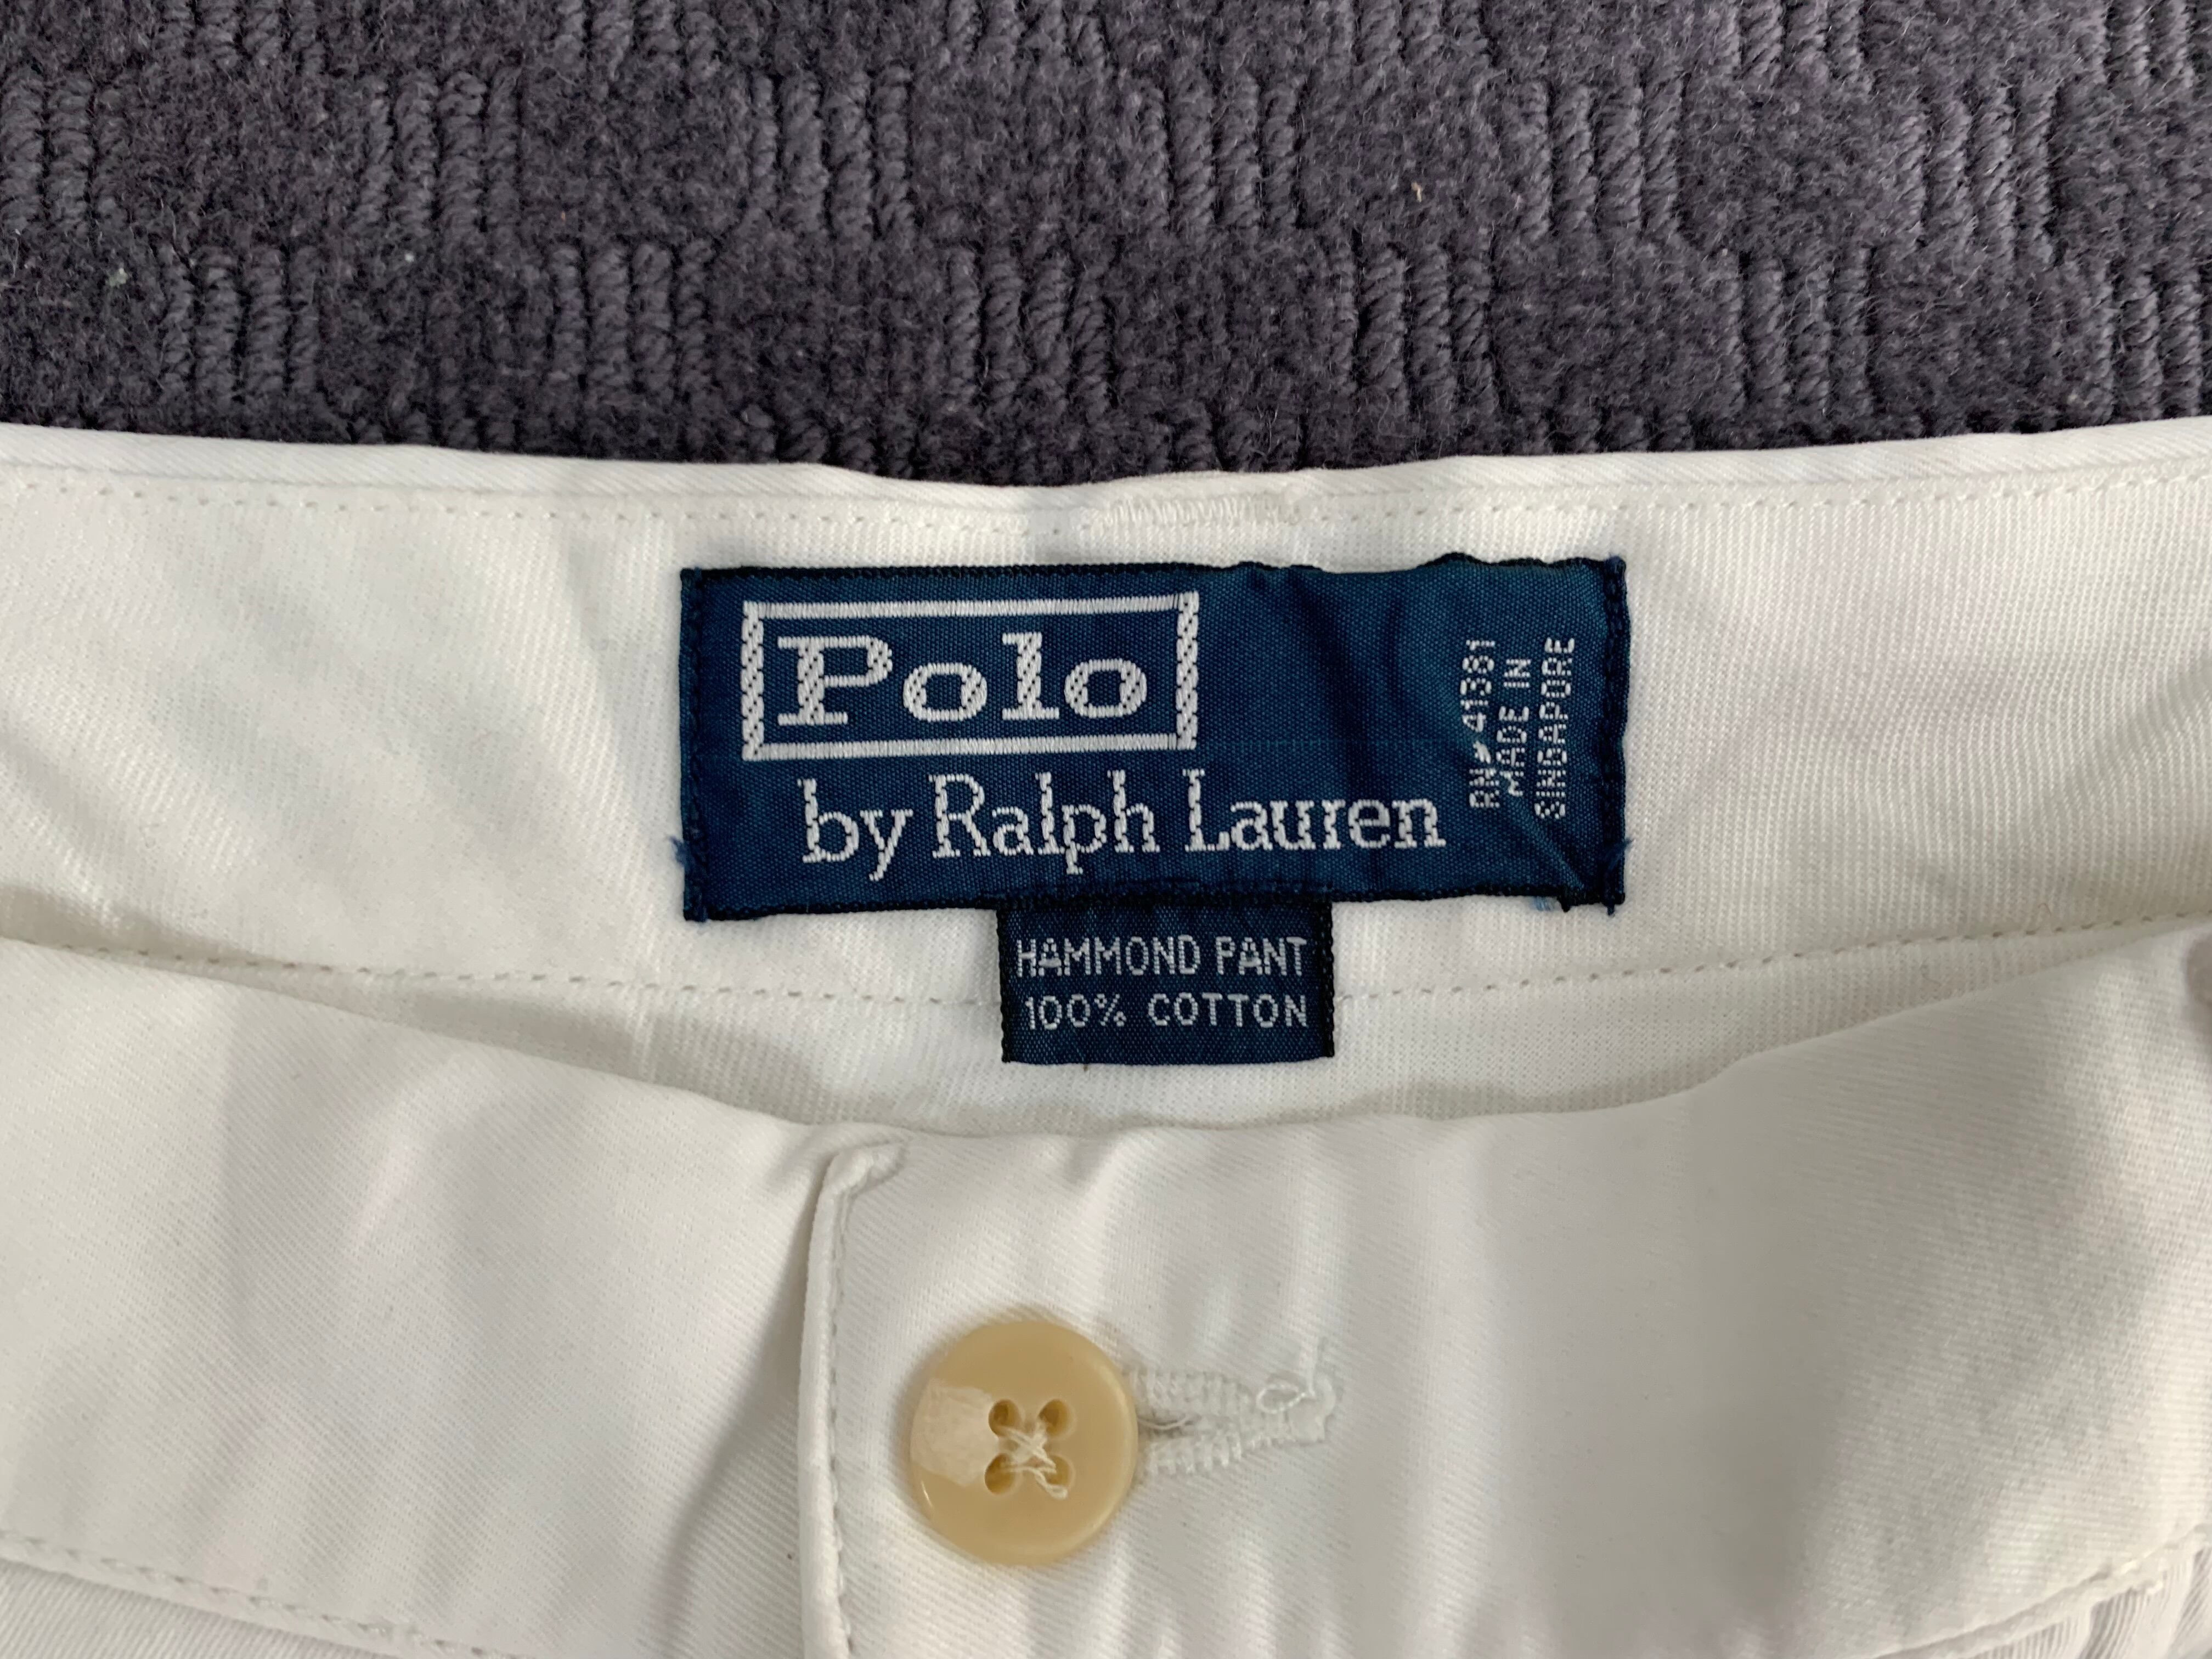 Polo
by Ralph Lauren
RN 41381
MADE IN
SINGAPORE
HAMMOND PANT
100% COTTON